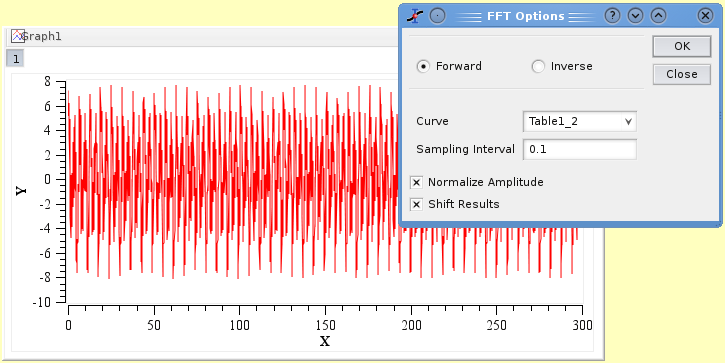 FFT Options
Graph1
1
OK
Forward
Inverse
Close
Curve
Table1_2
Sampling Interval
0.1
Normalize Amplitude
Shift Results
8
6
4
2
0
-2
-4
-6
-8
-10
Y
0
50
100
150
200
250
300
X